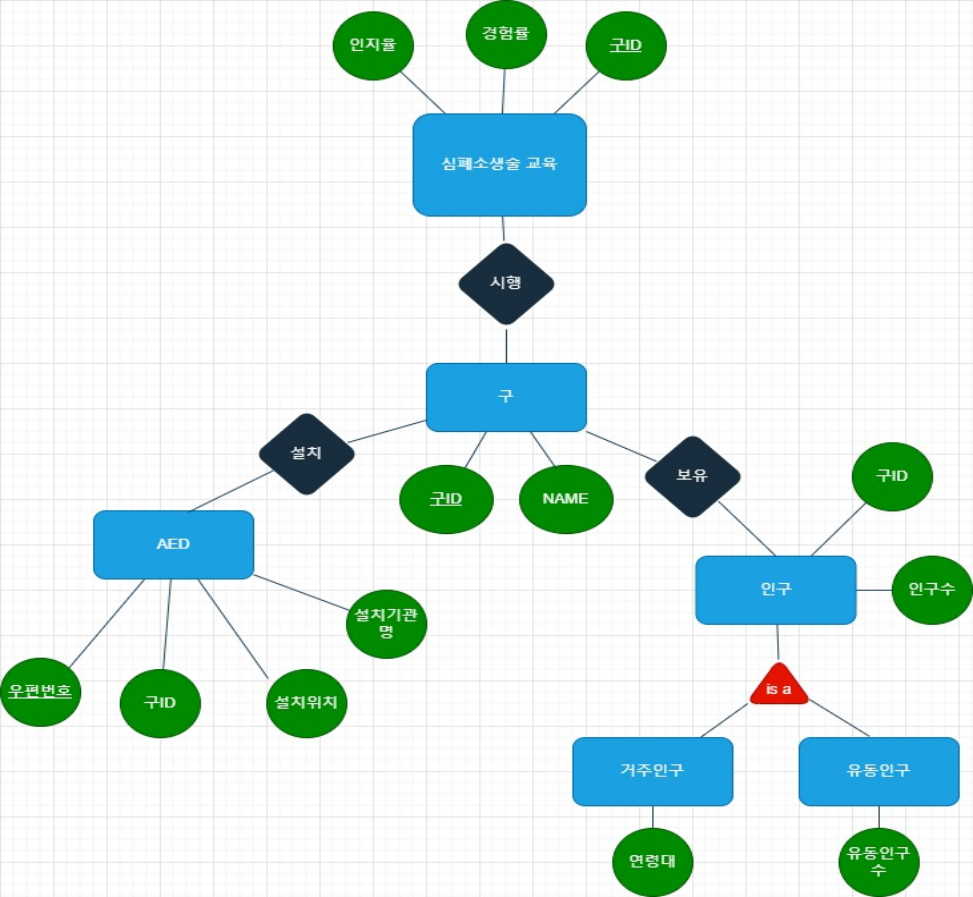 인지율
경험률
구ID
심폐소생술 교육
시행
구
설치
구ID
NAME
보유
구ID
AED
인구
인구수
설치기관
명
우편번호
구ID
설치위치
is a
거주인구
유동인구
연령대
유동인구
수